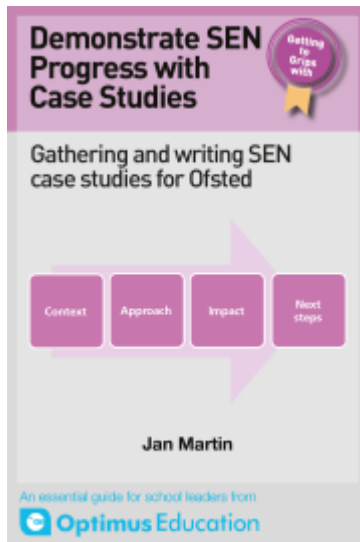 Demonstrate SEN
Progress with
Case Studies
Getting
to
Grips
with
Gathering and writing SEN
case studies for Ofsted
Context
Approach
Impact
Next
steps
Jan Martin
An essential guide for school leaders from
Optimus Education